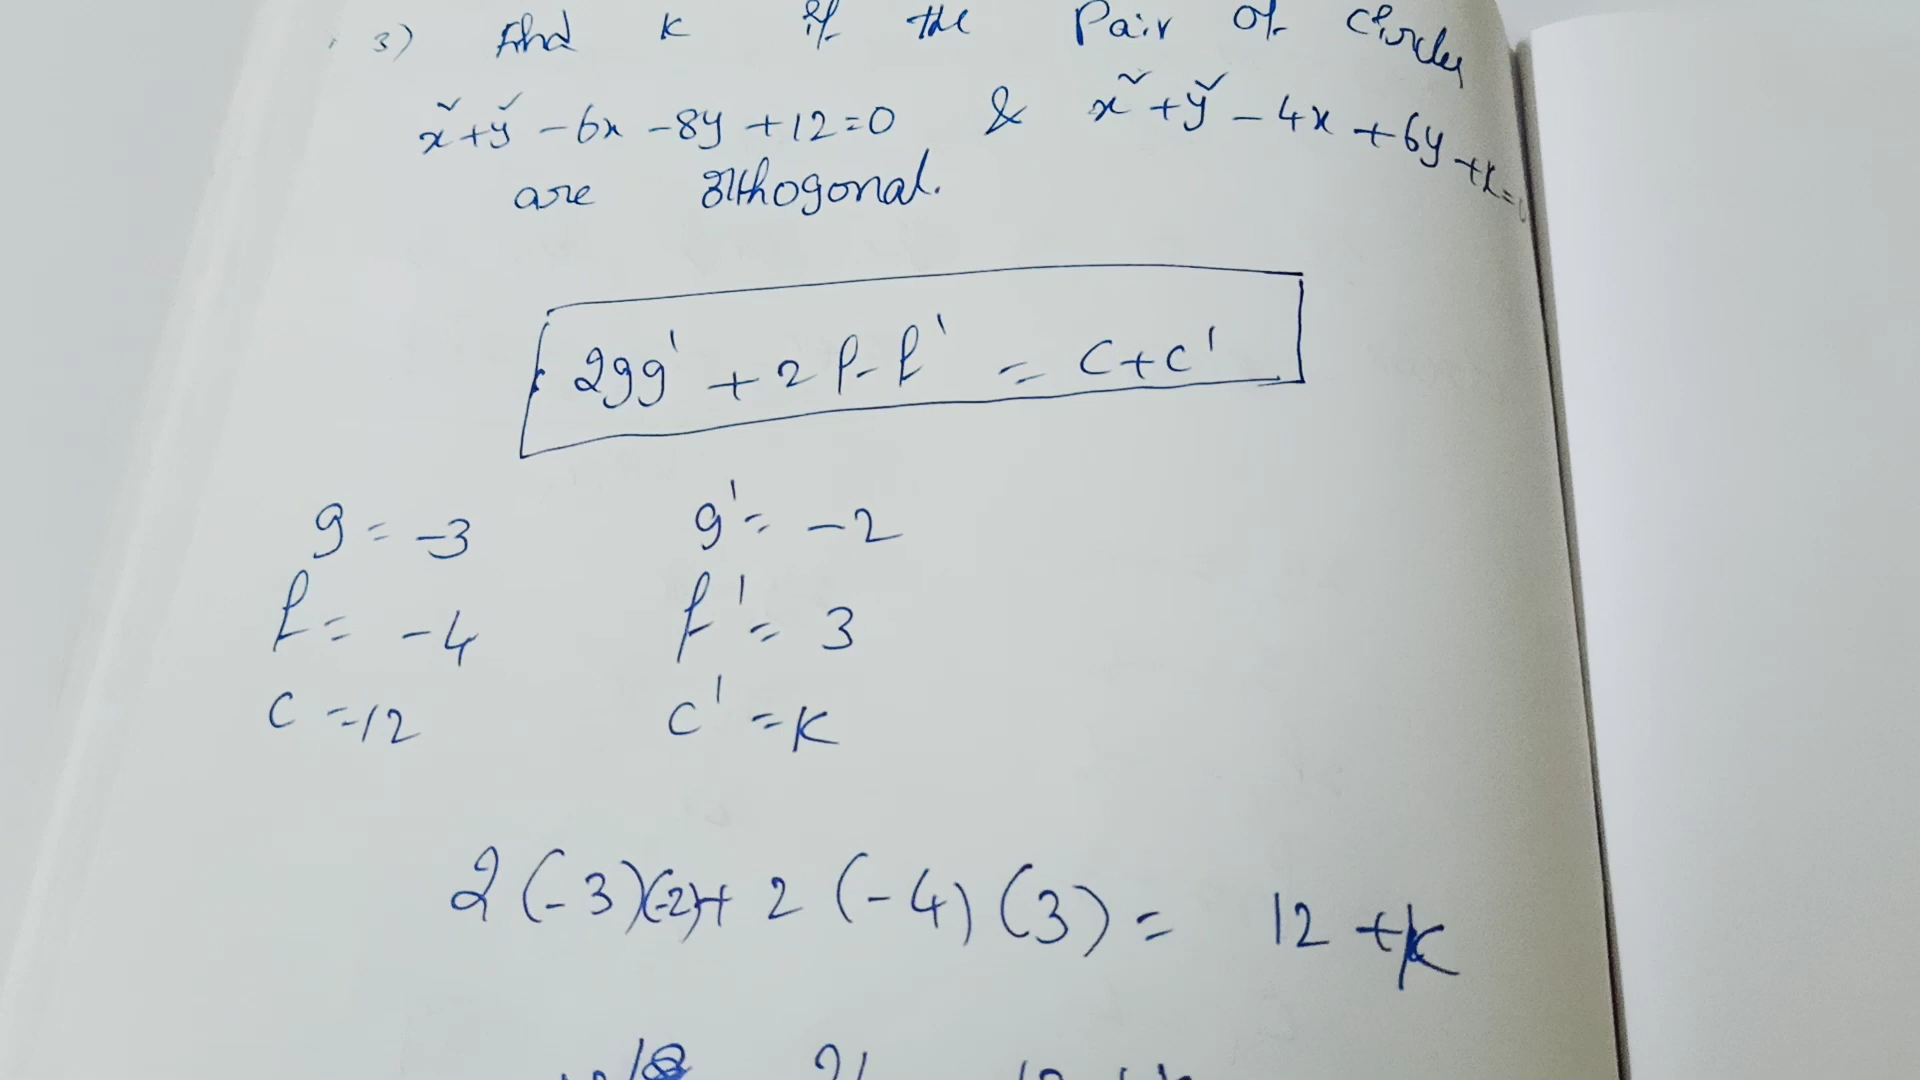 3) Find K if the Pair of Circles
x²+y²-6x-8y+12=0 & x²+y²-4x+6y+k=0
are orthogonal.
2gg'+2ff' = c+c'
g=-3 g'=-2
f=-4 f'=3
c=12 c'=k
2(-3)(-2)+2(-4)(3)= 12+k